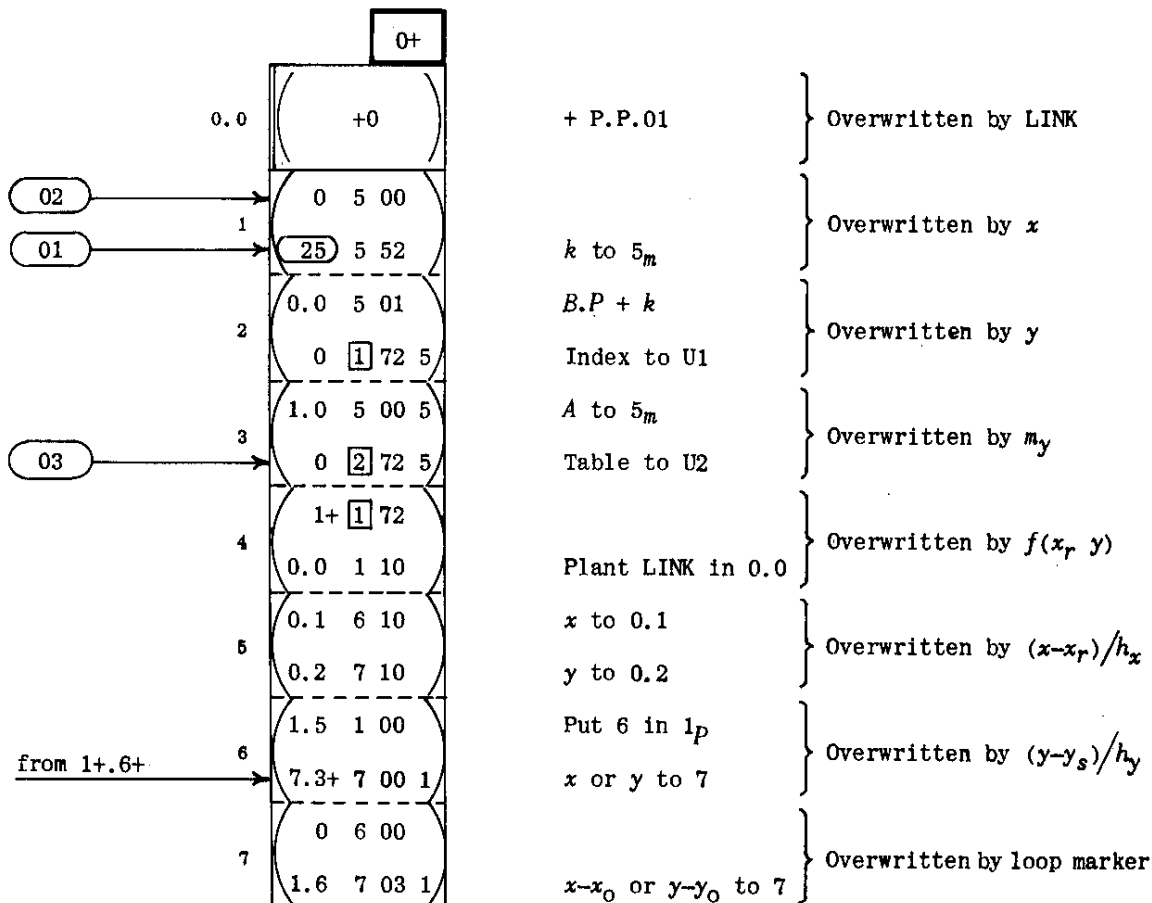 0+
0.0 +0 + P.P.01 Overwritten by LINK
02 0 5 00
1 Overwritten by x
01 25 5 52 k to 5m
0.0 5 01 B.P + k
2 Overwritten by y
0 1 72 5 Index to U1
1.0 5 00 5 A to 5m
3 Overwritten by my
03 0 2 72 5 Table to U2
1+ 1 72
4 Overwritten by f(xr y)
0.0 1 10 Plant LINK in 0.0
0.1 6 10 x to 0.1
5 Overwritten by (x-xr)/hx
0.2 7 10 y to 0.2
1.5 1 00 Put 6 in 1P
6 Overwritten by (y-ys)/hy
from 1+.6+ 7.3+ 7 00 1 x or y to 7
0 6 00
7 Overwritten by loop marker
1.6 7 03 1 x-xo or y-yo to 7